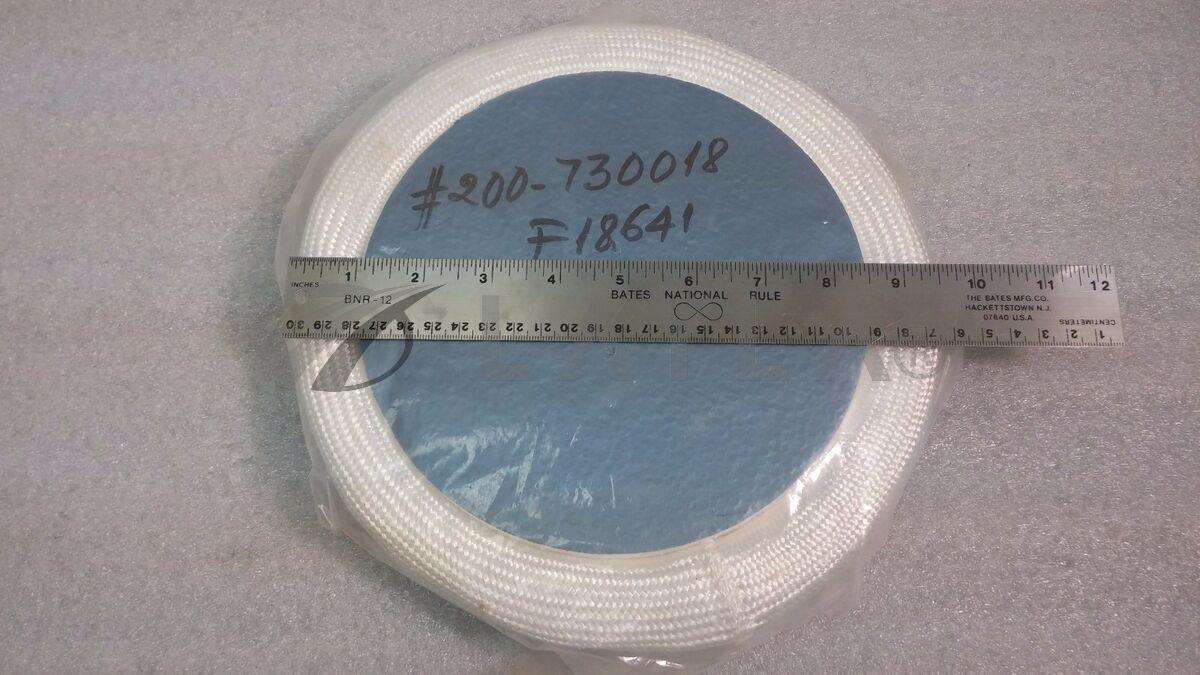 #200-730018
F18641
1 2 3 4 5 6 7 8 9 10 11 12
INCHES
BNR-12
BATES NATIONAL RULE
THE BATES MFG.CO.
HACKETTSTOWN N.J.
07840 U.S.A.
CENTIMETERS
30 29 28 27 26 25 24 23 22 21 20 19 18 17 16 15 14 13 12 11 10 9 8 7 6 5 4 3 2 1